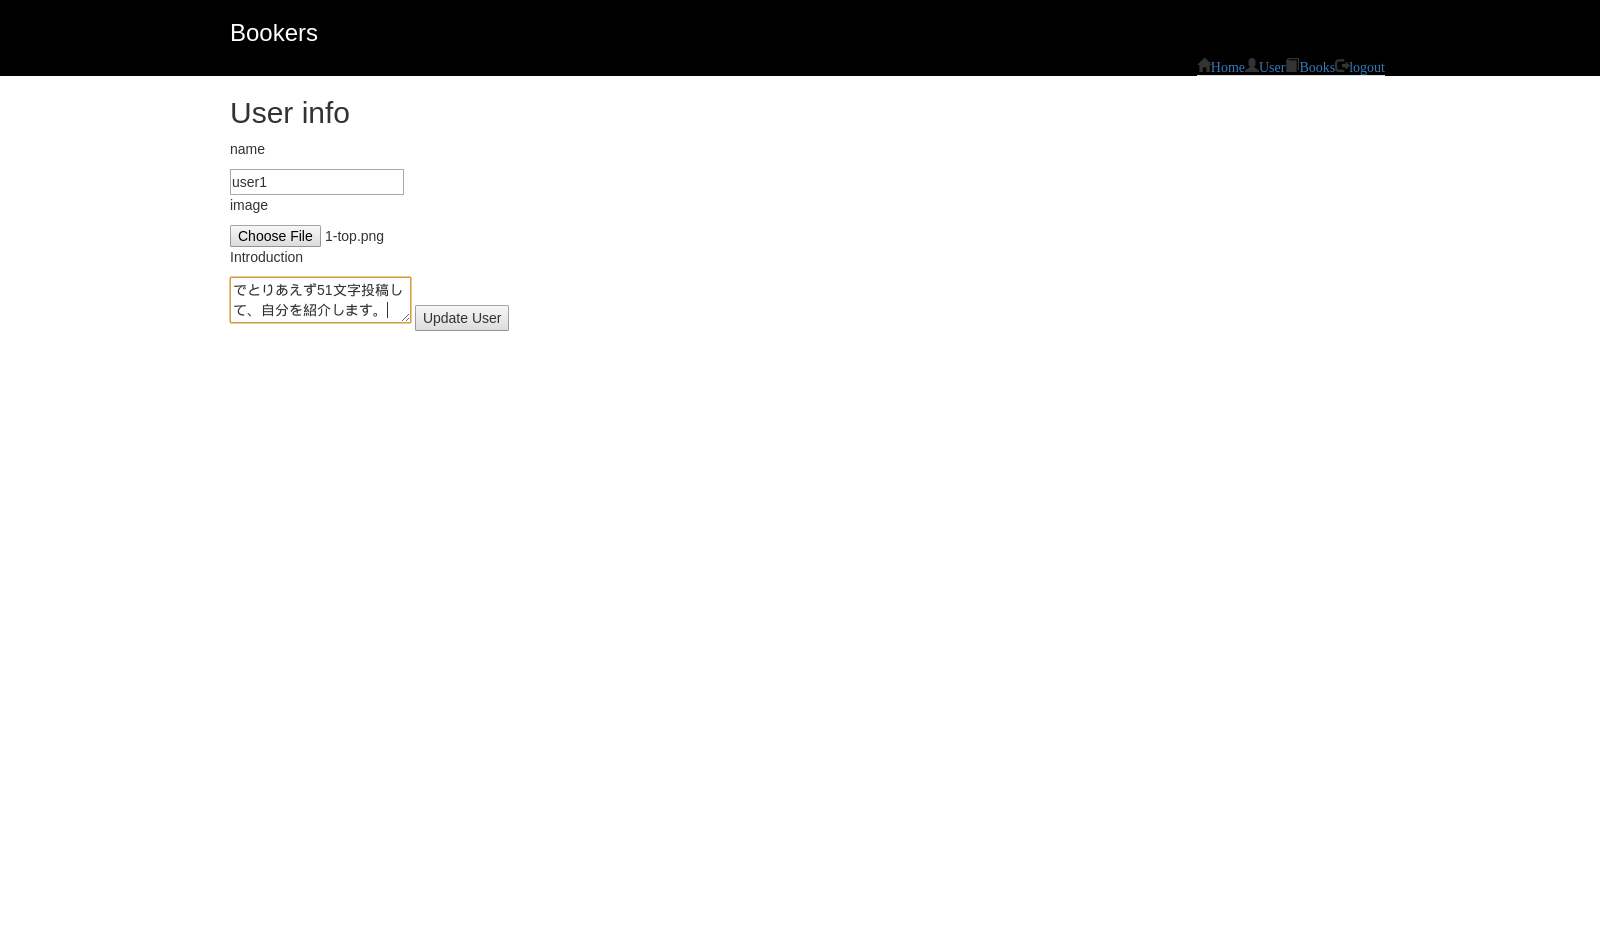 Bookers
Home User Books logout
User info
name
user1
image
Choose File 1-top.png
Introduction
でとりあえず51文字投稿し
て、自分を紹介します。
Update User